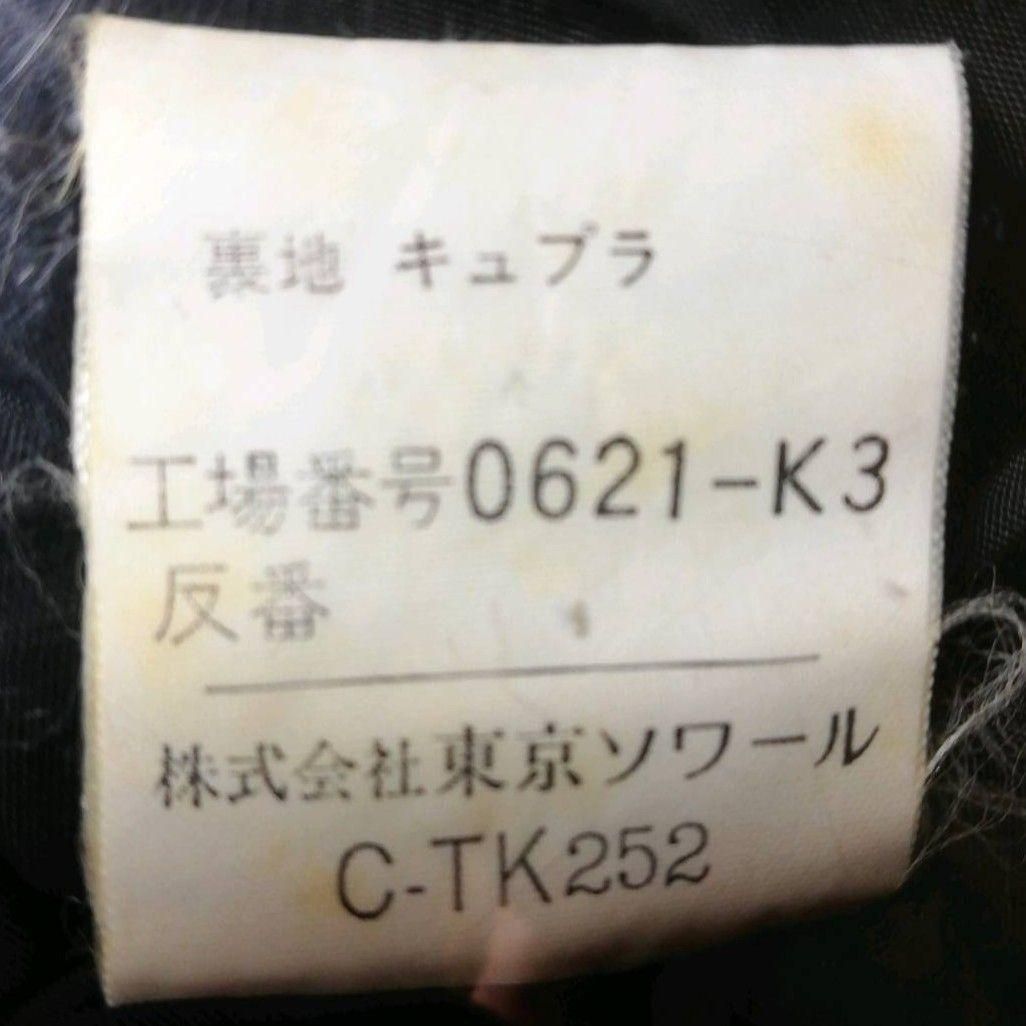 裏地 キュプラ
工場番号0621-K3
反番
株式会社東京ソワール
C-TK252